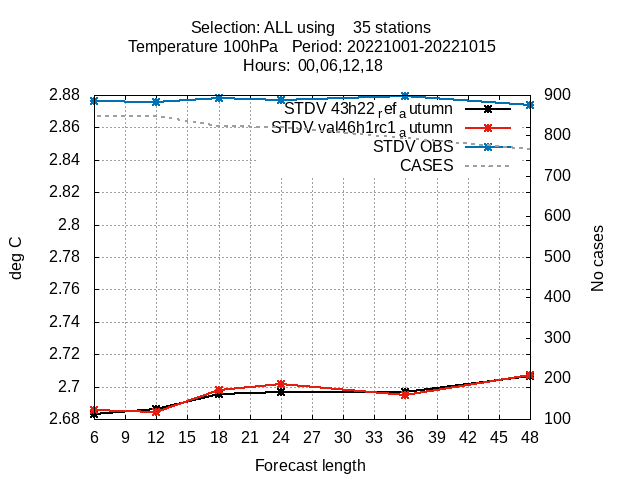 Selection: ALL using 35 stations
Temperature 100hPa Period: 20221001-20221015
Hours: 00,06,12,18
2.88 900
STDV 43h22_ref_autumn
2.86 STDV val46h1rc1_autumn 800
STDV OBS
2.84 CASES
2.82 700
2.8 600
2.78 500
2.76 400
2.74 300
2.72 200
2.7
2.68 100
deg C
No cases
6 9 12 15 18 21 24 27 30 33 36 39 42 45 48
Forecast length